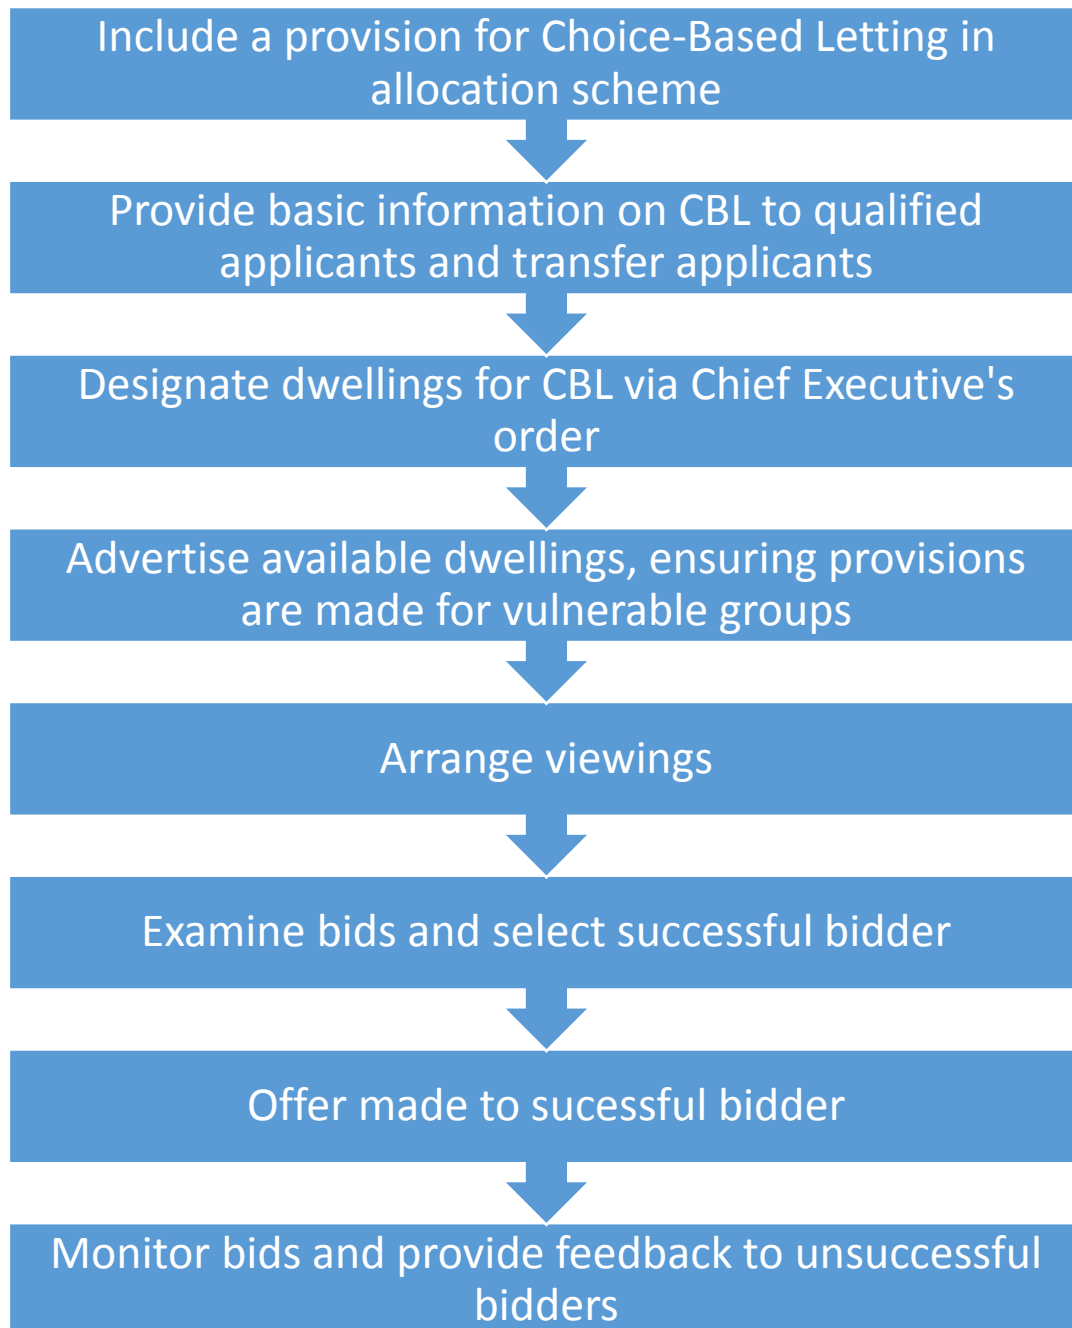 Include a provision for Choice-Based Letting in
allocation scheme
Provide basic information on CBL to qualified
applicants and transfer applicants
Designate dwellings for CBL via Chief Executive's
order
Advertise available dwellings, ensuring provisions
are made for vulnerable groups
Arrange viewings
Examine bids and select successful bidder
Offer made to sucessful bidder
Monitor bids and provide feedback to unsuccessful
bidders